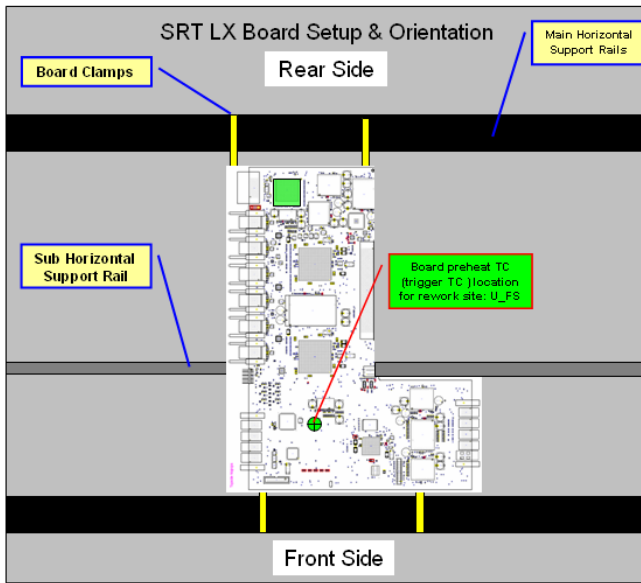 SRT LX Board Setup & Orientation
Rear Side
Main Horizontal
Support Rails
Board Clamps
Sub Horizontal
Support Rail
Board preheat TC
(trigger TC ) location
for rework site: U_FS
Front Side